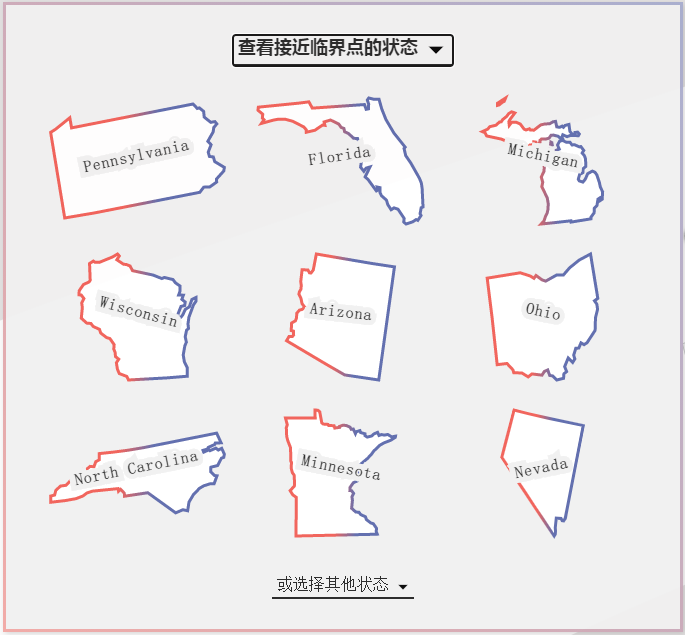 查看接近临界点的状态
Pennsylvania
Florida
Michigan
Wisconsin
Arizona
Ohio
North Carolina
Minnesota
Nevada
或选择其他状态